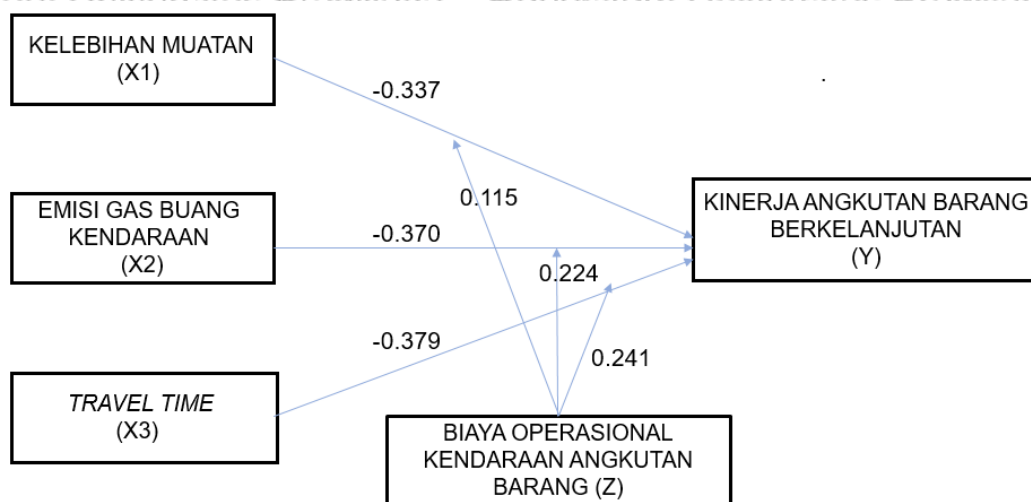 KELEBIHAN MUATAN
(X1)
-0.337
0.115
EMISI GAS BUANG
KENDARAAN
(X2)
-0.370
0.224
KINERJA ANGKUTAN BARANG
BERKELANJUTAN
(Y)
-0.379
0.241
TRAVEL TIME
(X3)
BIAYA OPERASIONAL
KENDARAAN ANGKUTAN
BARANG (Z)